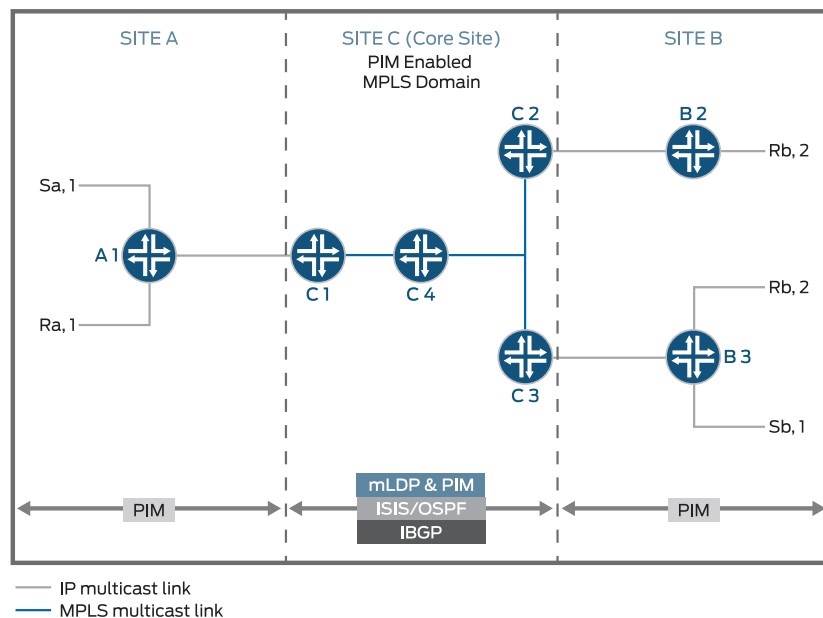 SITE A
SITE C (Core Site)
PIM Enabled
MPLS Domain
SITE B
C 2
B 2
Rb, 2
Sa, 1
A 1
Ra, 1
C 1
C 4
Rb, 2
C 3
B 3
Sb, 1
PIM
mLDP & PIM
ISIS/OSPF
IBGP
PIM
IP multicast link
MPLS multicast link